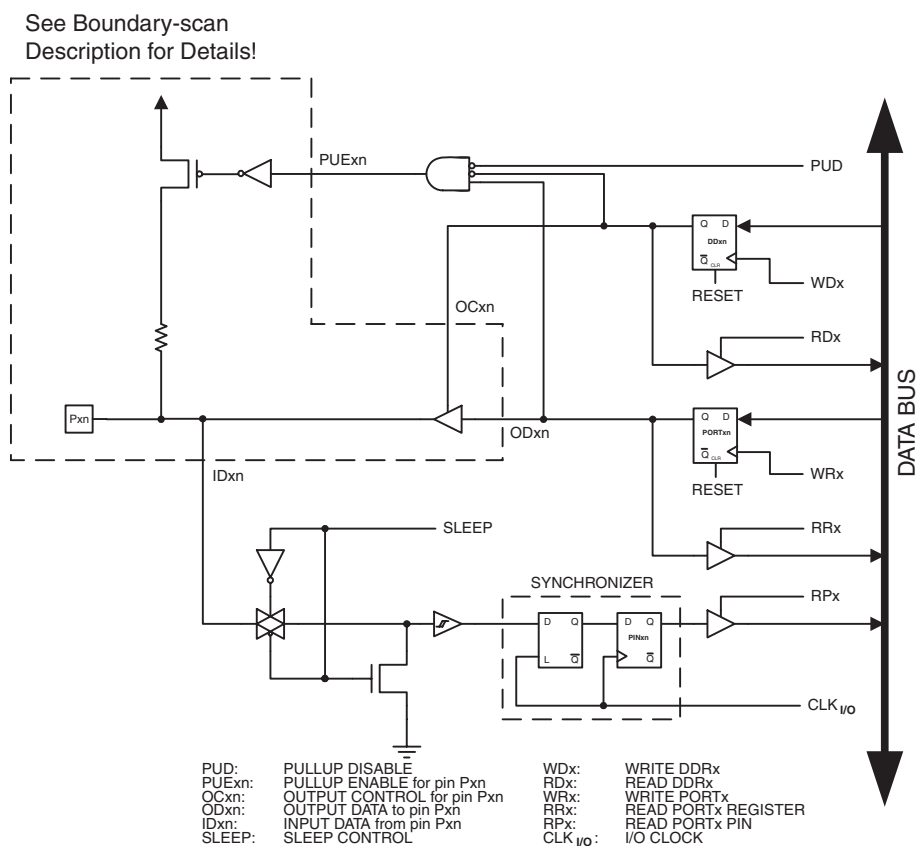 See Boundary-scan
Description for Details!
PUExn
PUD
Q D
DDxn
Q CLR
WDx
RESET
OCxn
RDx
Pxn
ODxn
Q D
PORTxn
Q CLR
WRx
RESET
IDxn
DATA BUS
SLEEP
RRx
SYNCHRONIZER
RPx
D Q
L Q
D Q
PINxn
Q
CLK I/O
PUD: PULLUP DISABLE
PUExn: PULLUP ENABLE for pin Pxn
OCxn: OUTPUT CONTROL for pin Pxn
ODxn: OUTPUT DATA to pin Pxn
IDxn: INPUT DATA from pin Pxn
SLEEP: SLEEP CONTROL
WDx: WRITE DDRx
RDx: READ DDRx
WRx: WRITE PORTx
RRx: READ PORTx REGISTER
RPx: READ PORTx PIN
CLK I/O: I/O CLOCK